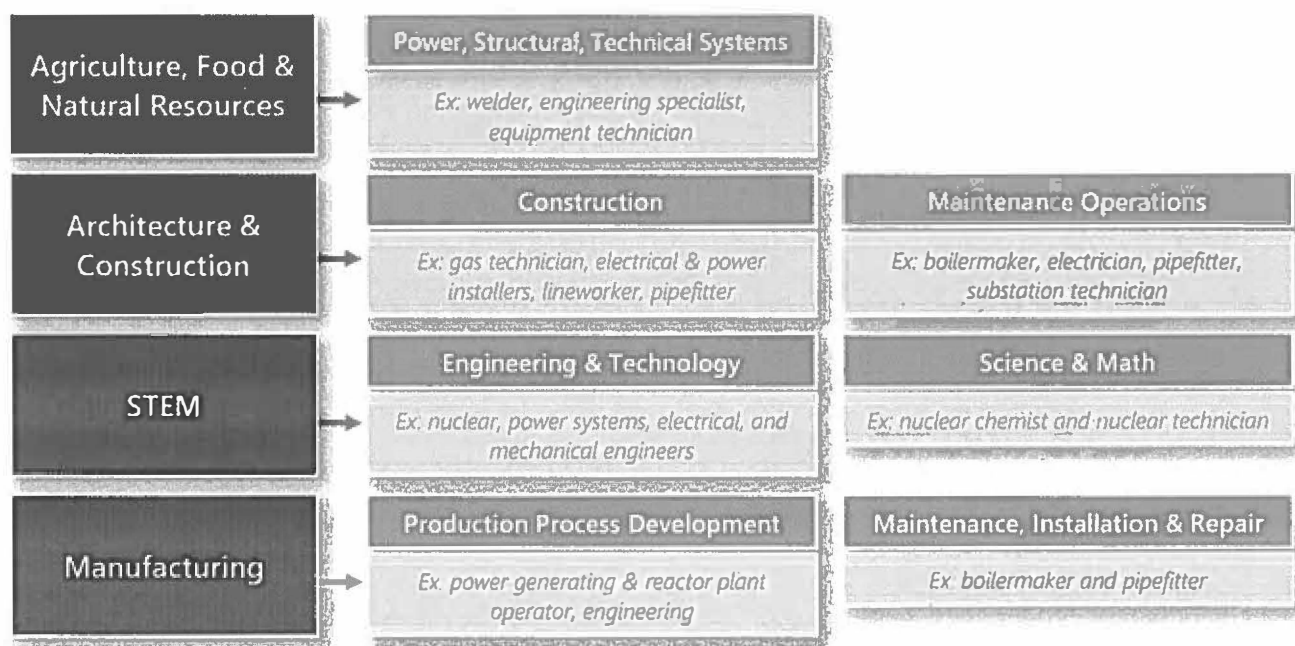 Agriculture, Food &
Natural Resources
Power, Structural, Technical Systems
Ex: welder, engineering specialist,
equipment technician
Architecture &
Construction
Construction
Ex: gas technician, electrical & power
installers, lineworker, pipefitter
Maintenance Operations
Ex: boilermaker, electrician, pipefitter,
substation technician
STEM
Engineering & Technology
Ex: nuclear, power systems, electrical, and
mechanical engineers
Science & Math
Ex: nuclear chemist and nuclear technician
Manufacturing
Production Process Development
Ex. power generating & reactor plant
operator, engineering
Maintenance, Installation & Repair
Ex. boilermaker and pipefitter